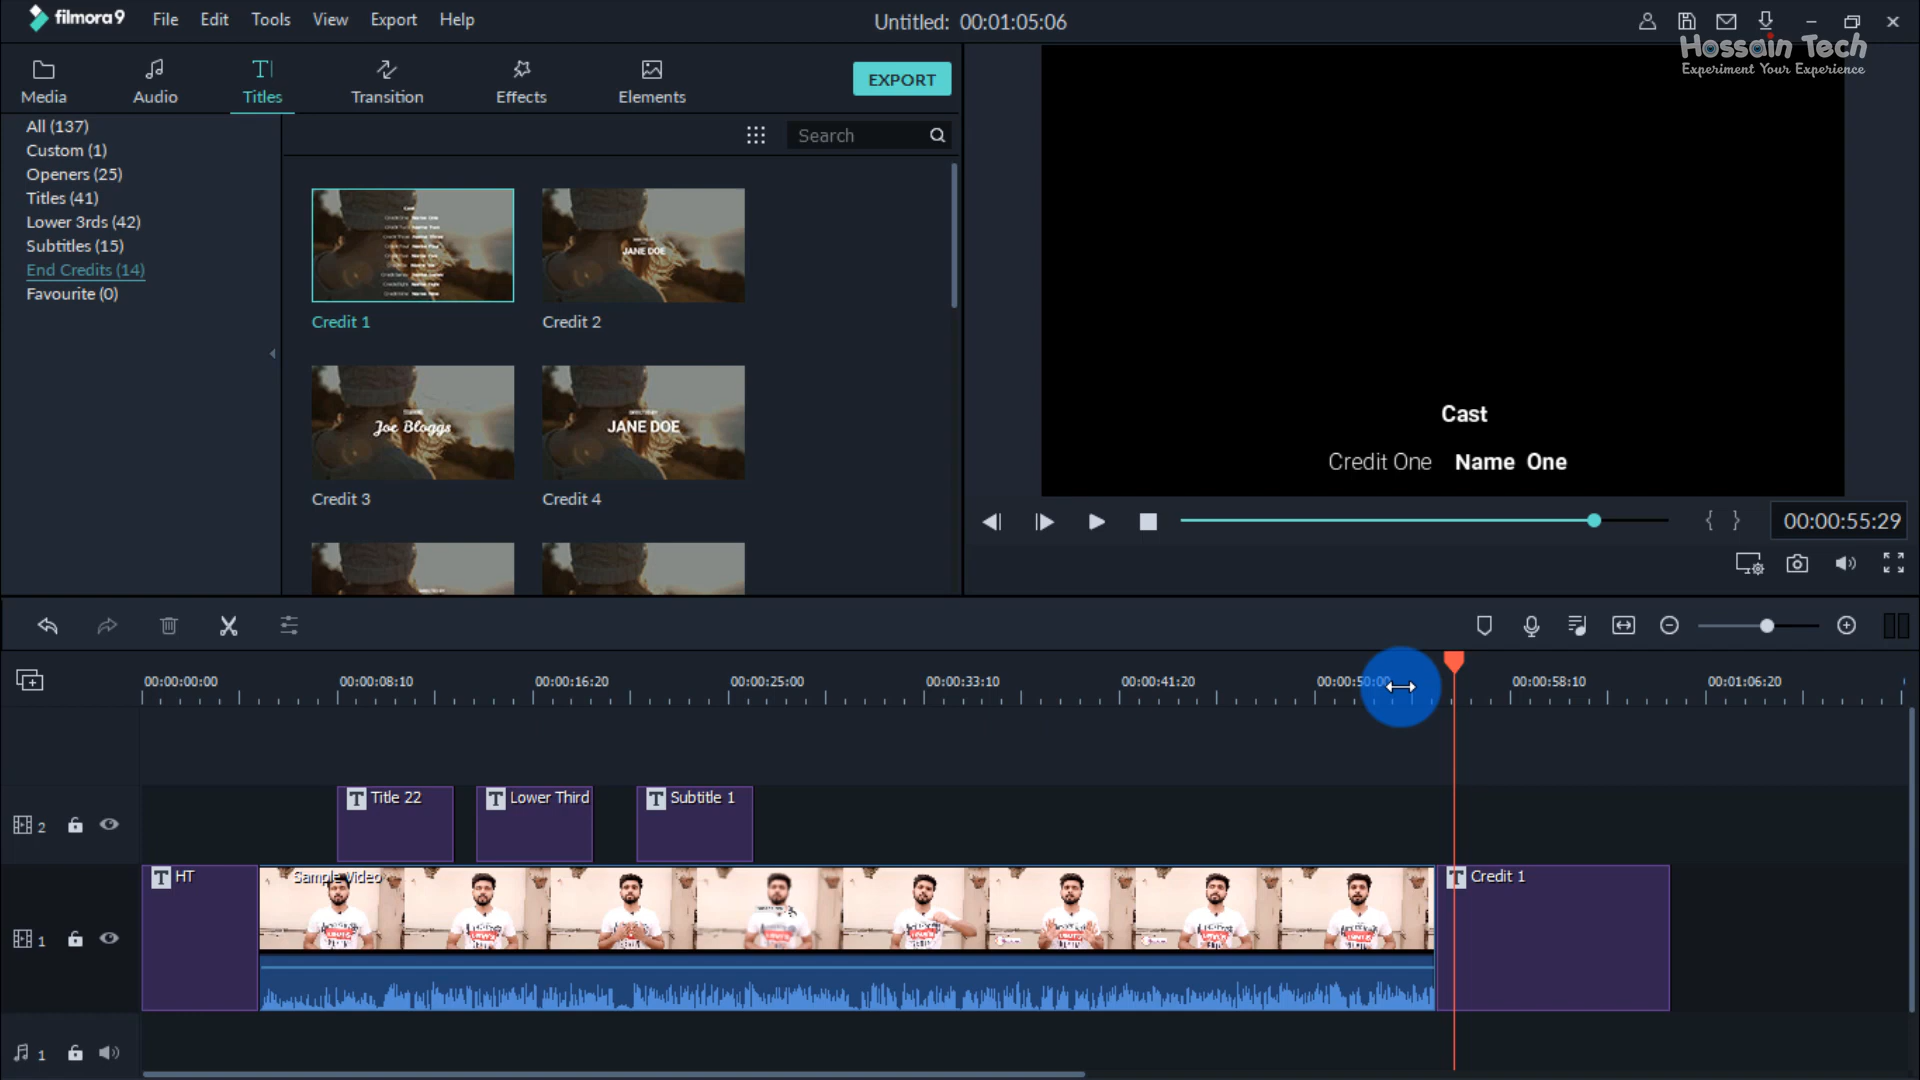 filmora9 File Edit Tools View Export Help
Untitled: 00:01:05:06
Hossain Tech
Experiment Your Experience
Media Audio Titles Transition Effects Elements
EXPORT
All (137)
Custom (1)
Openers (25)
Titles (41)
Lower 3rds (42)
Subtitles (15)
End Credits (14)
Favourite (0)
Search
JANE DOE
Credit 1 Credit 2
Joe Bloggs
JANE DOE
Credit 3 Credit 4
Cast
Credit One Name One
{ } 00:00:55:29
00:00:00:00 00:00:08:10 00:00:16:20 00:00:25:00 00:00:33:10 00:00:41:20 00:00:50:00 00:00:58:10 00:01:06:20
2
T Title 22 T Lower Third T Subtitle 1
T HT Sample Video T Credit 1
1
1